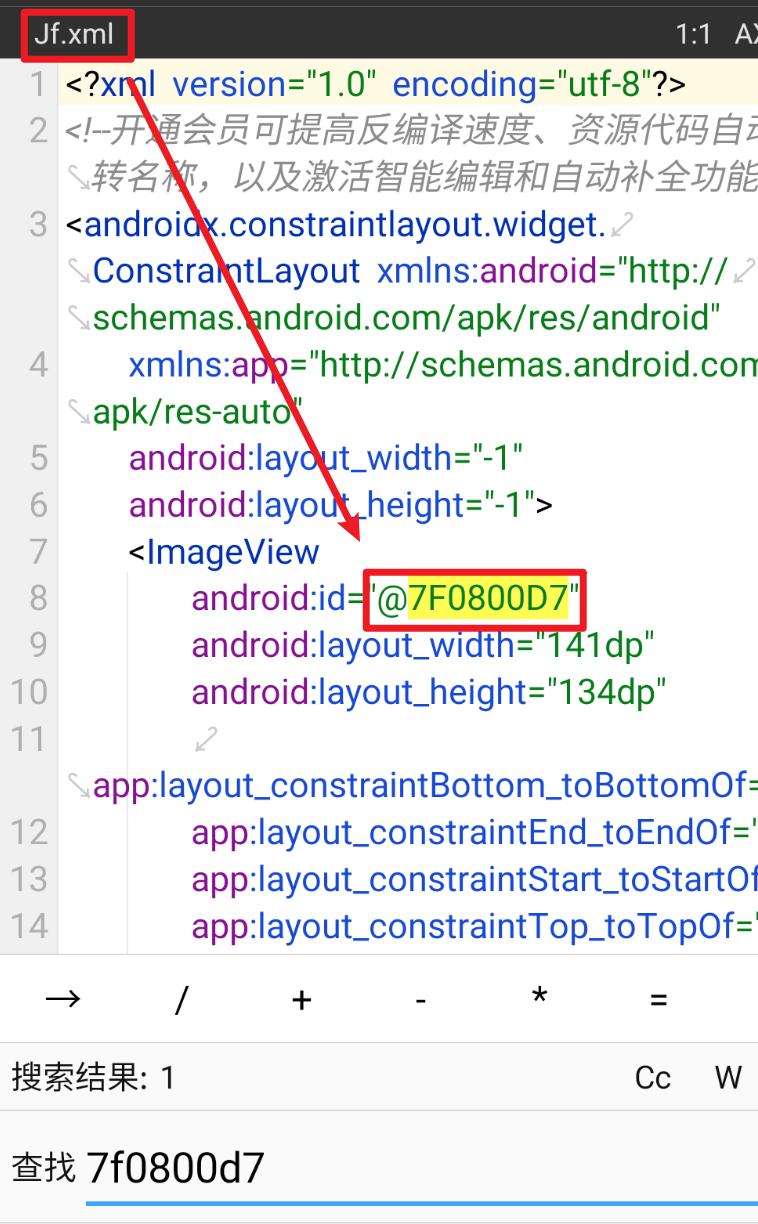 Jf.xml
1:1 AX
1 <?xml version="1.0" encoding="utf-8"?>
2 <!--开通会员可提高反编译速度、资源代码自动
转名称，以及激活智能编辑和自动补全功能
3 <androidx.constraintlayout.widget.
ConstraintLayout xmlns:android="http://
schemas.android.com/apk/res/android"
4 xmlns:app="http://schemas.android.com
apk/res-auto"
5 android:layout_width="-1"
6 android:layout_height="-1">
7 <ImageView
8 android:id="@7F0800D7"
9 android:layout_width="141dp"
10 android:layout_height="134dp"
11
app:layout_constraintBottom_toBottomOf=
12 app:layout_constraintEnd_toEndOf="
13 app:layout_constraintStart_toStartOf
14 app:layout_constraintTop_toTopOf="
→ / + - * =
搜索结果: 1 Cc W
查找 7f0800d7